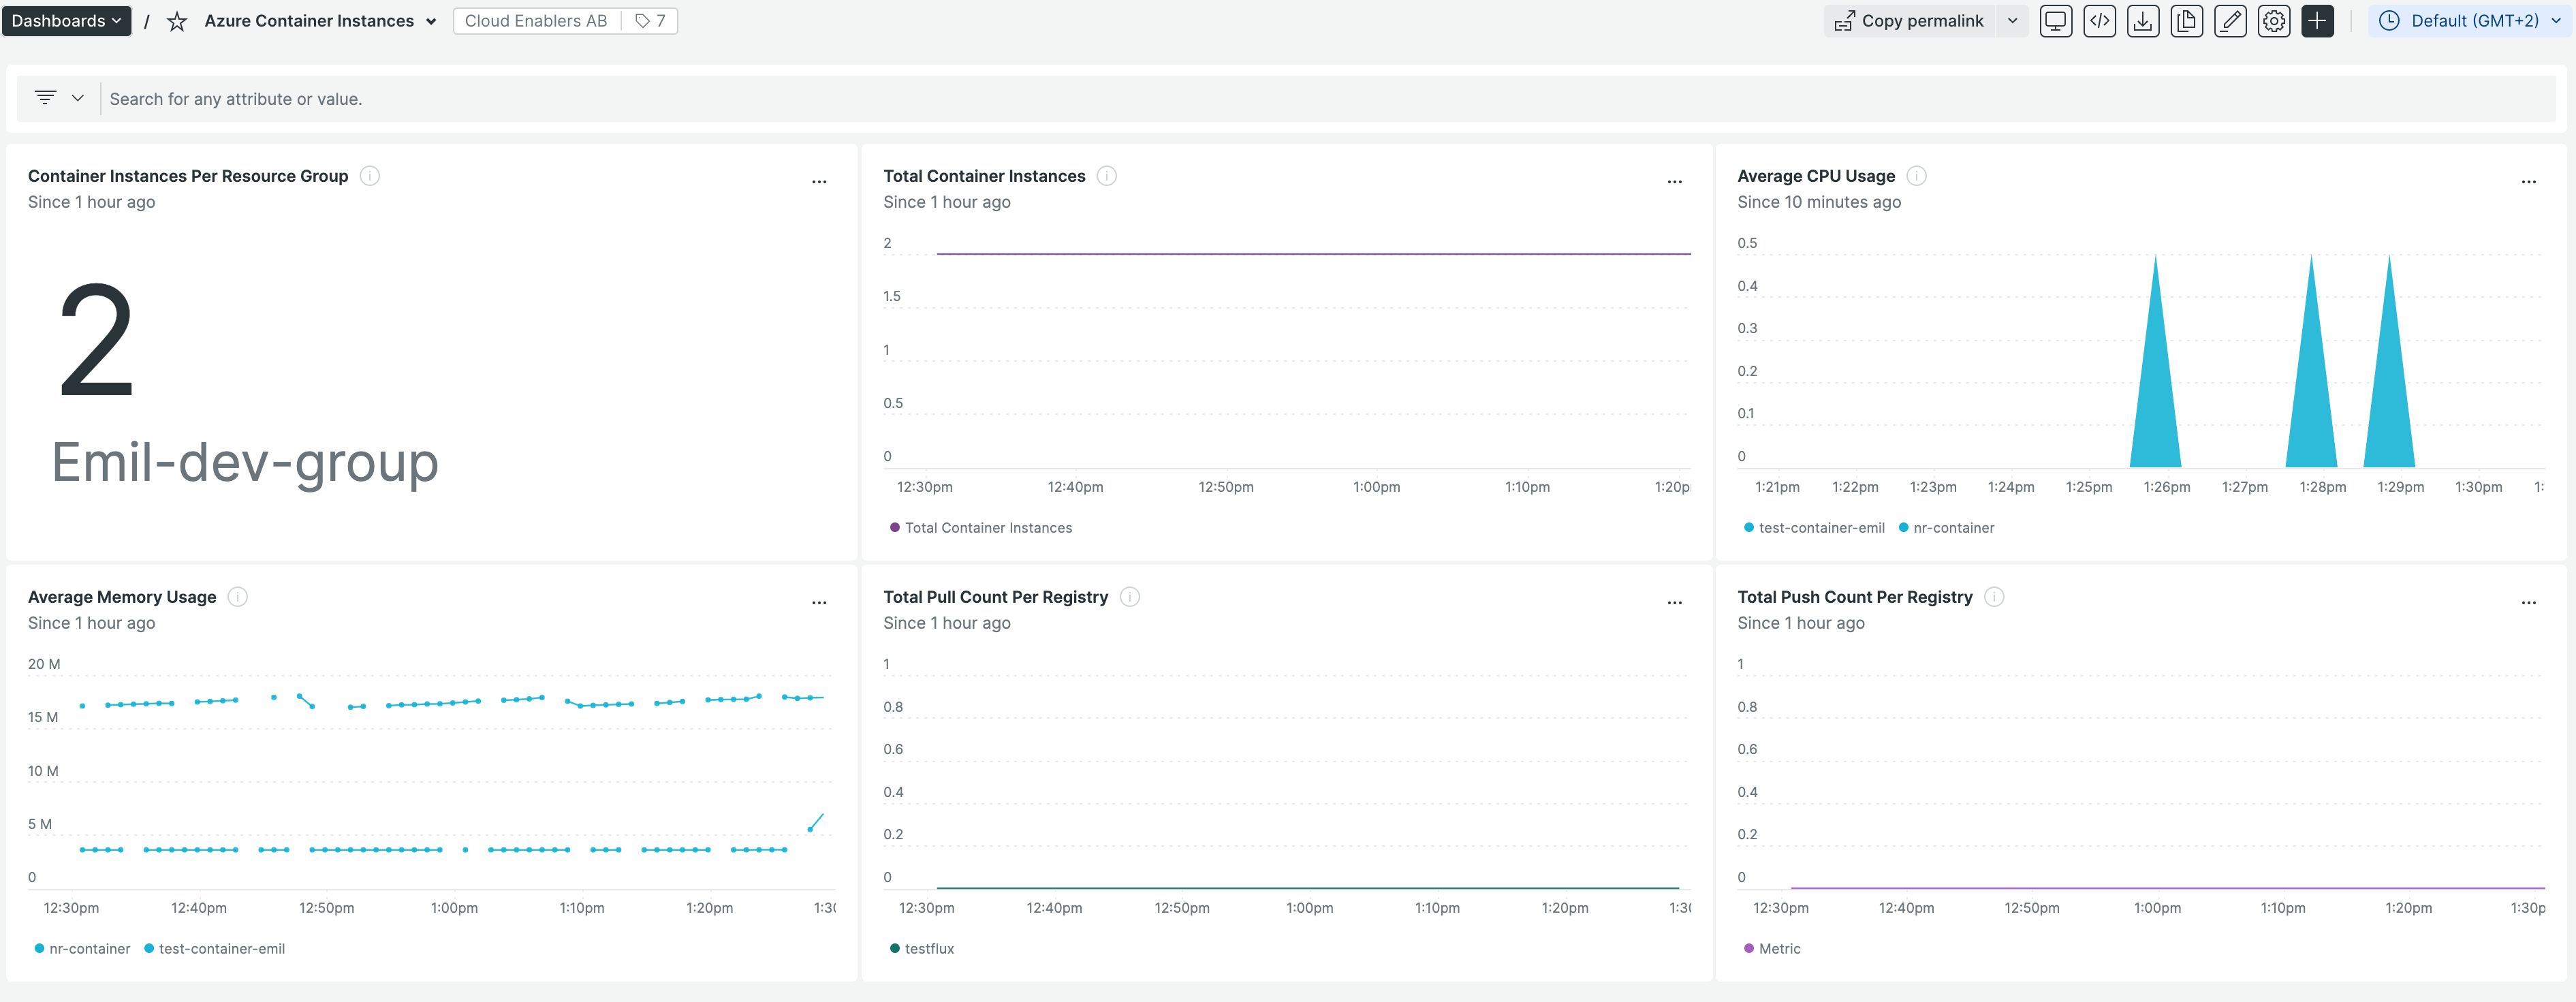 Dashboards / Azure Container Instances Cloud Enablers AB 7 Copy permalink Default (GMT+2)
Search for any attribute or value.
Container Instances Per Resource Group
Since 1 hour ago
2
Emil-dev-group
Total Container Instances
Since 1 hour ago
2
1.5
1
0.5
0
12:30pm 12:40pm 12:50pm 1:00pm 1:10pm 1:20p
Total Container Instances
Average CPU Usage
Since 10 minutes ago
0.5
0.4
0.3
0.2
0.1
0
1:21pm 1:22pm 1:23pm 1:24pm 1:25pm 1:26pm 1:27pm 1:28pm 1:29pm 1:30pm 1:
test-container-emil nr-container
Average Memory Usage
Since 1 hour ago
20 M
15 M
10 M
5 M
0
12:30pm 12:40pm 12:50pm 1:00pm 1:10pm 1:20pm 1:30
nr-container test-container-emil
Total Pull Count Per Registry
Since 1 hour ago
1
0.8
0.6
0.4
0.2
0
12:30pm 12:40pm 12:50pm 1:00pm 1:10pm 1:20pm 1:30
testflux
Total Push Count Per Registry
Since 1 hour ago
1
0.8
0.6
0.4
0.2
0
12:30pm 12:40pm 12:50pm 1:00pm 1:10pm 1:20pm 1:30p
Metric